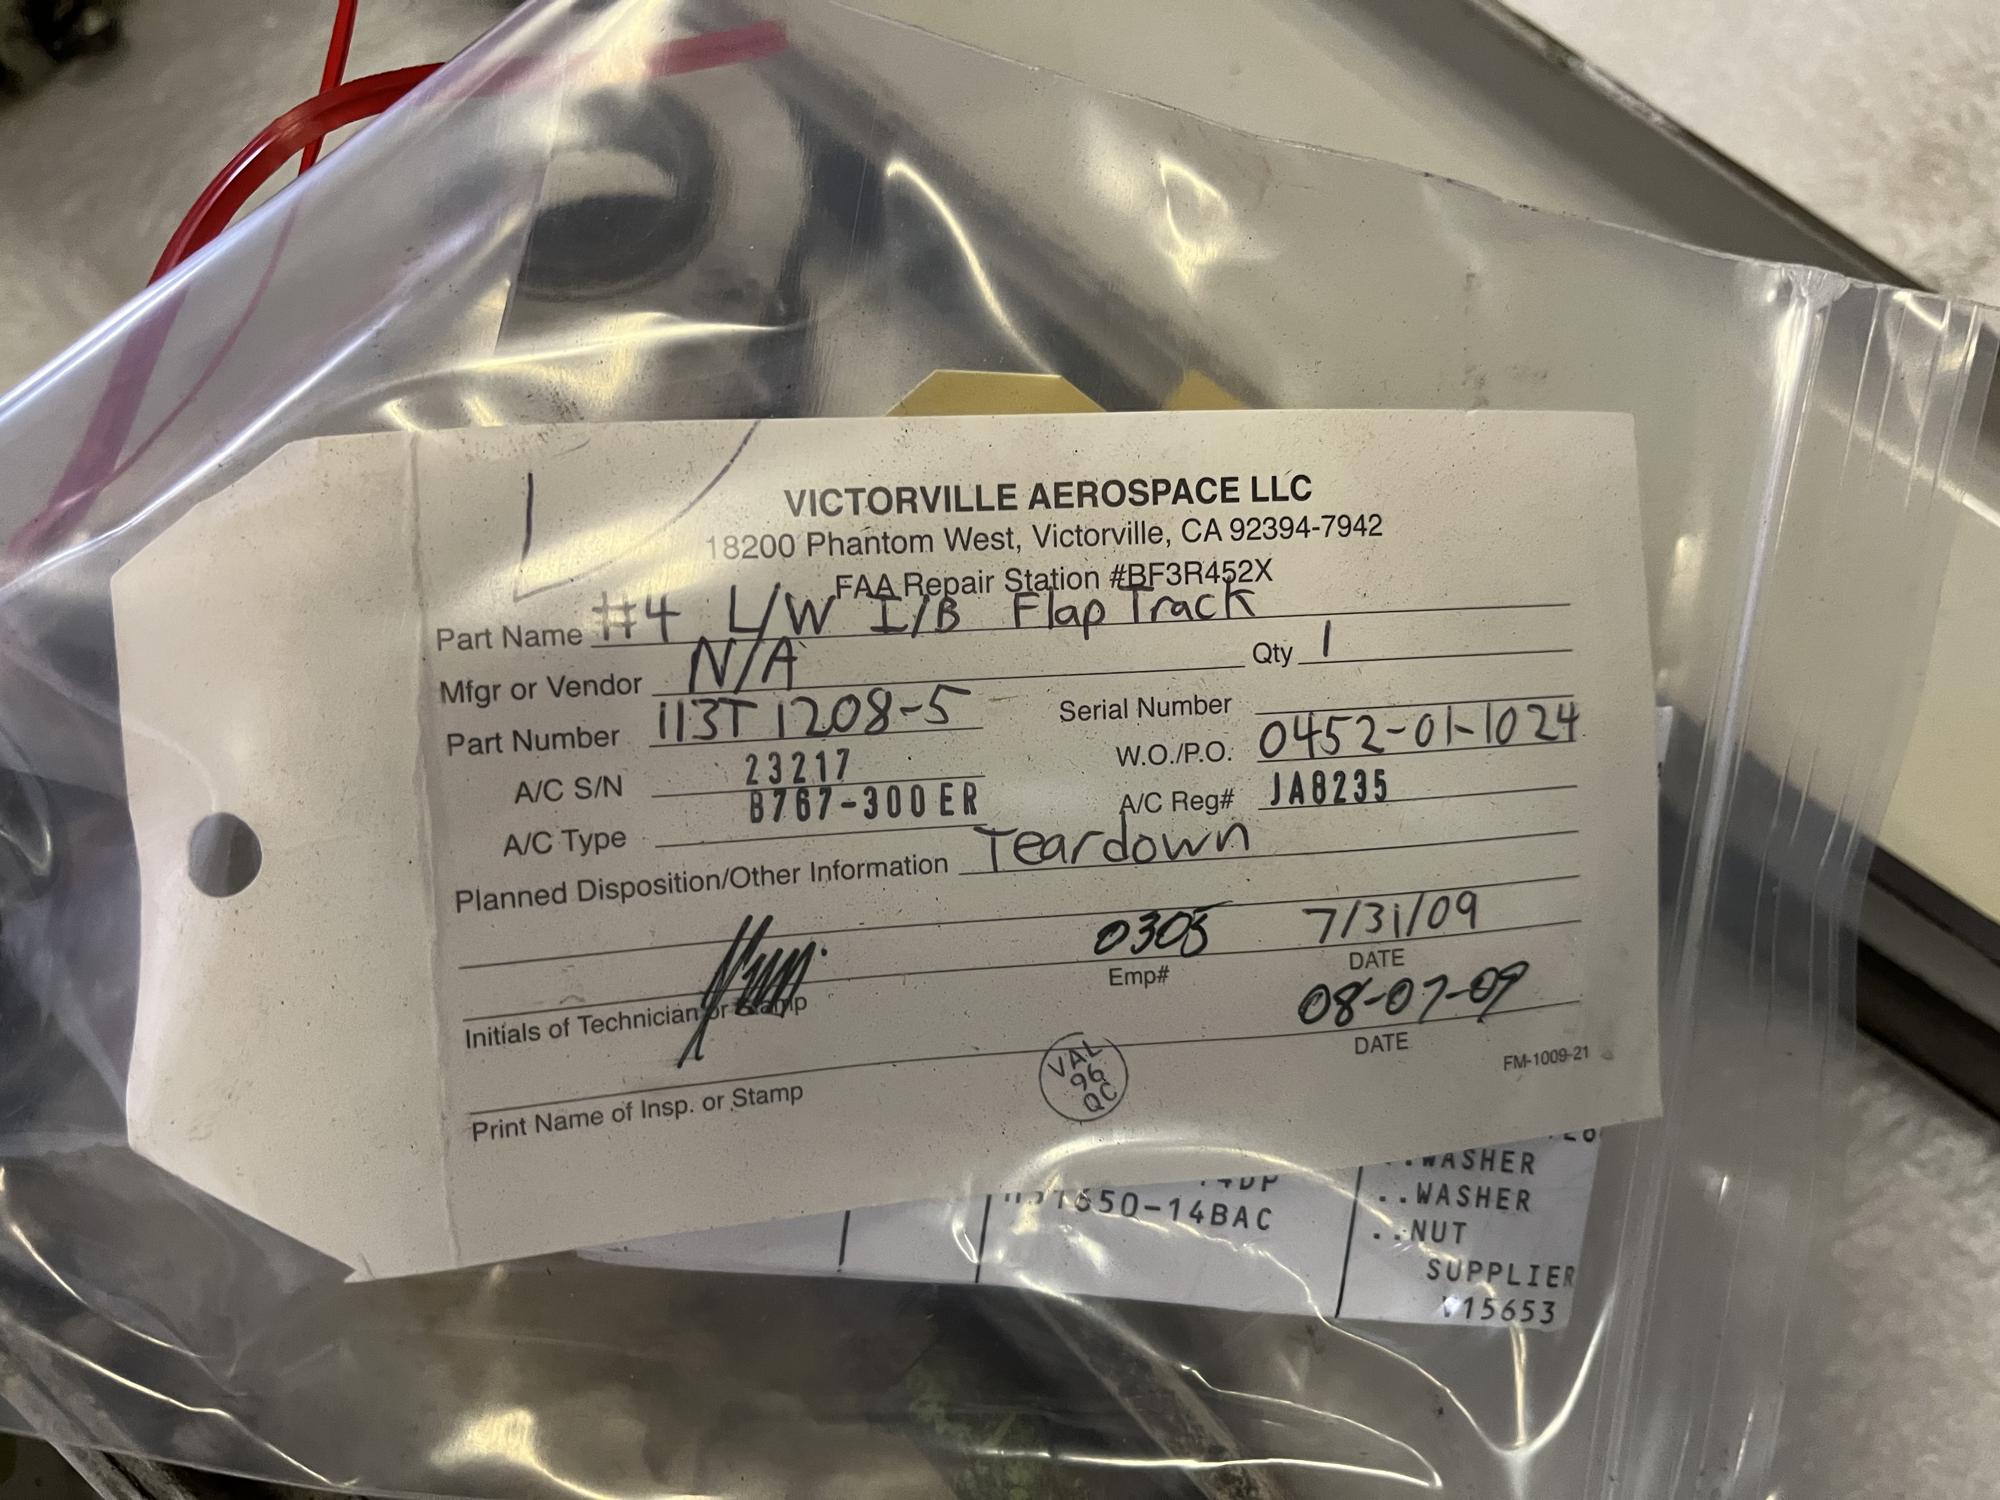 VICTORVILLE AEROSPACE LLC
18200 Phantom West, Victorville, CA 92394-7942
FAA Repair Station #BF3R452X
Part Name #4 L/W I/B Flap Track
Mfgr or Vendor N/A Qty 1
Part Number 113T1208-5 Serial Number
W.O./P.O. 0452-01-1024
A/C S/N 23217
A/C Reg# JA8235
A/C Type B767-300ER
Planned Disposition/Other Information Teardown
0305 7/31/09
Initials of Technician or Stamp Emp# DATE
08-07-09
Print Name of Insp. or Stamp DATE
VAL
96
QC
FM-1009-21
..WASHER
650-14BAC ..WASHER
..NUT
SUPPLIER
V15653